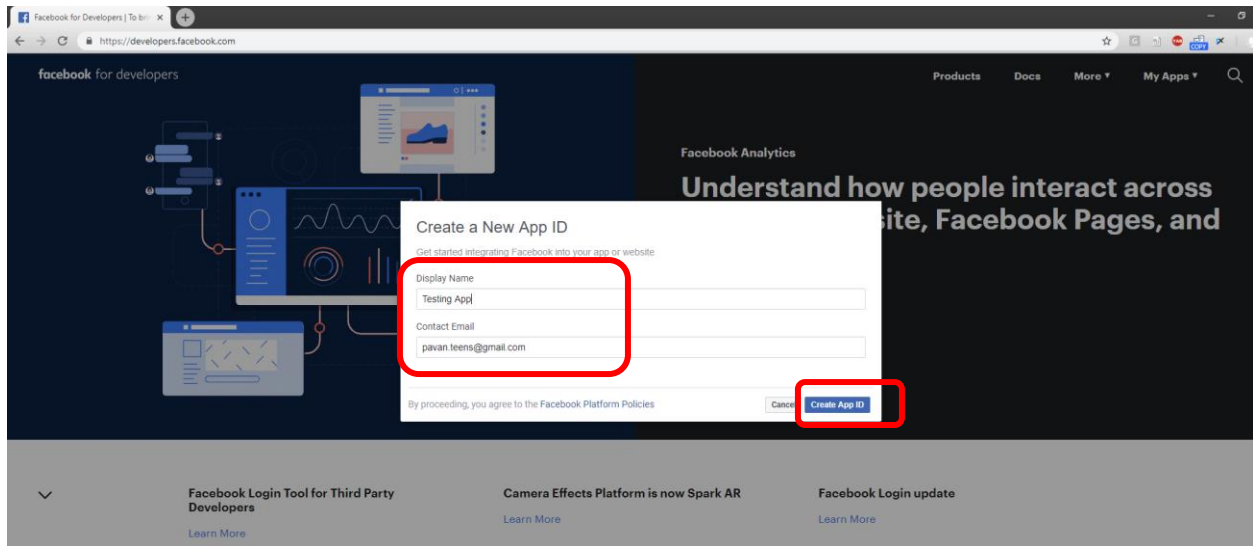 Facebook for Developers | To bri
https://developers.facebook.com
COPY
facebook for developers
Products Docs More My Apps
Facebook Analytics
Understand how people interact across
site, Facebook Pages, and
Create a New App ID
Get started integrating Facebook into your app or website
Display Name
Testing App
Contact Email
pavan.teens@gmail.com
By proceeding, you agree to the Facebook Platform Policies
Cancel Create App ID
Facebook Login Tool for Third Party
Developers
Learn More
Camera Effects Platform is now Spark AR
Learn More
Facebook Login update
Learn More